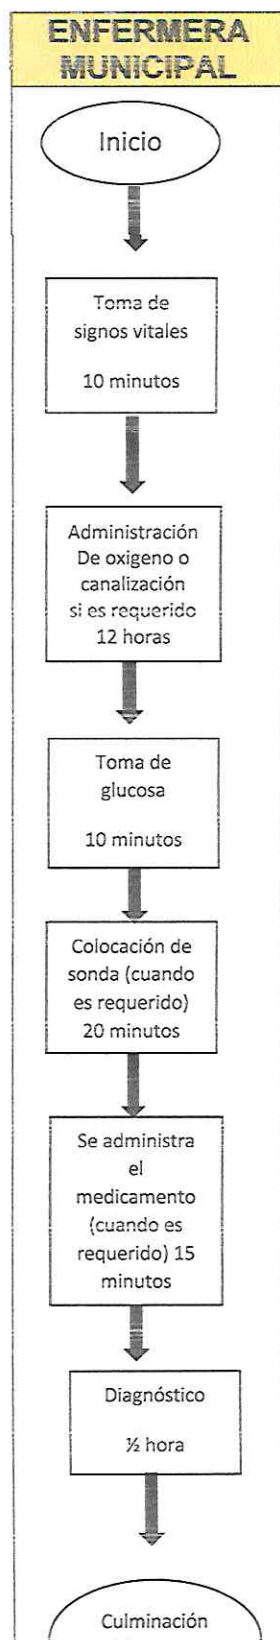 ENFERMERA
MUNICIPAL
Inicio
Toma de
signos vitales
10 minutos
Administración
De oxigeno o
canalización
si es requerido
12 horas
Toma de
glucosa
10 minutos
Colocación de
sonda (cuando
es requerido)
20 minutos
Se administra
el
medicamento
(cuando es
requerido) 15
minutos
Diagnóstico
½ hora
Culminación